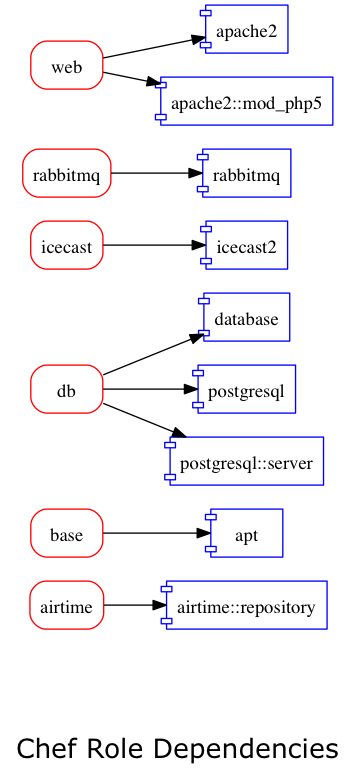 web
apache2
apache2::mod_php5
rabbitmq
rabbitmq
icecast
icecast2
db
database
postgresql
postgresql::server
base
apt
airtime
airtime::repository
Chef Role Dependencies